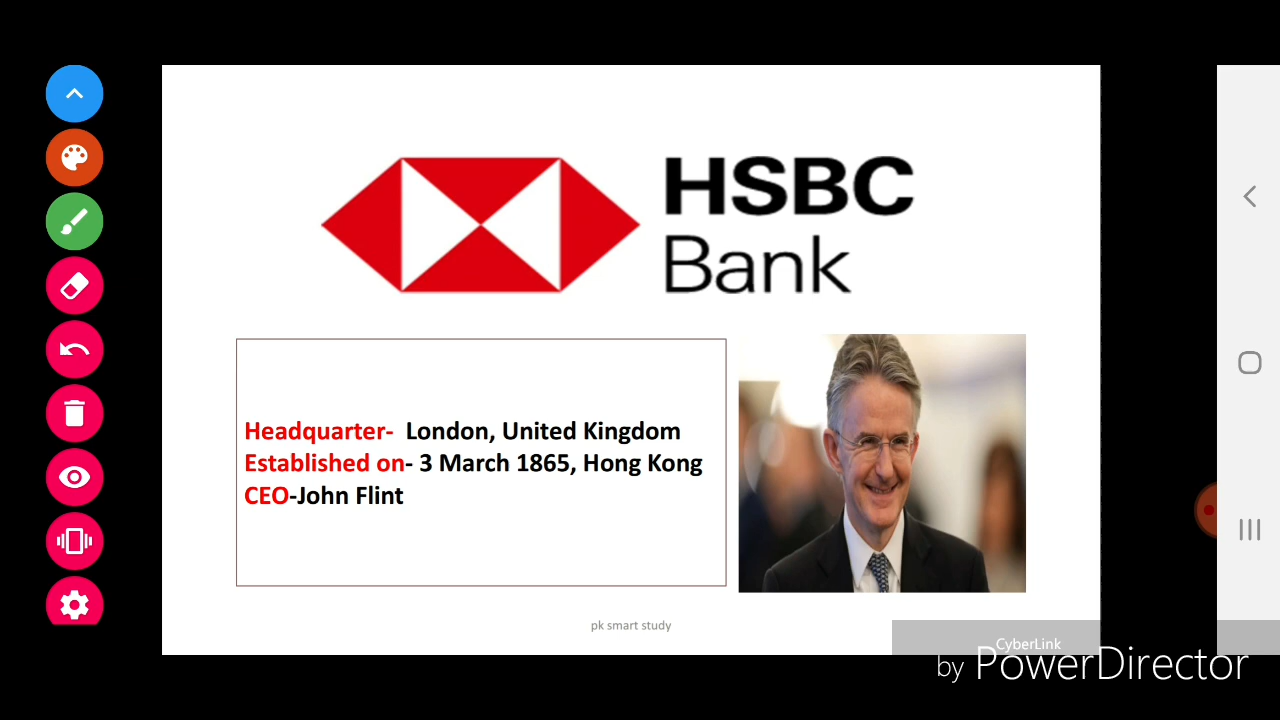 HSBC
Bank
Headquarter- London, United Kingdom
Established on- 3 March 1865, Hong Kong
CEO-John Flint
pk smart study
CyberLink
by PowerDirector